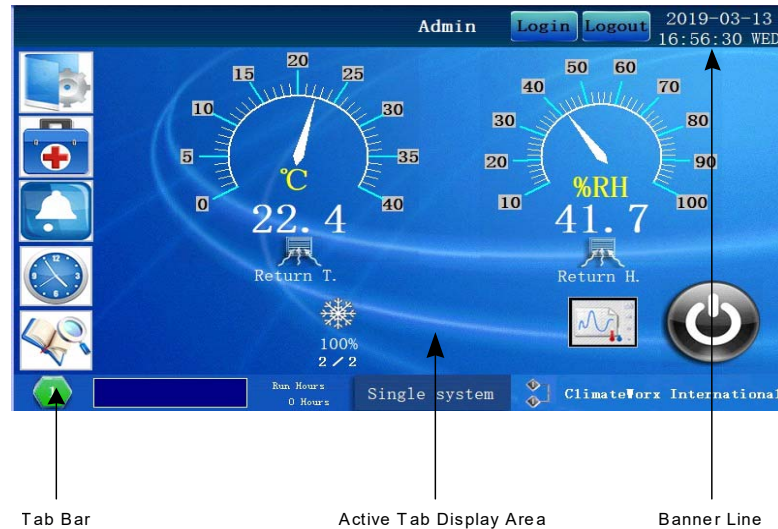 Admin Login Logout 2019-03-13
16:56:30 WED
0 5 10 15 20 25 30 35 40
℃
22.4
Return T.
10 20 30 40 50 60 70 80 90 100
%RH
41.7
Return H.
100%
2/2
Run Hours
0 Hours
Single system
ClimateWorx International
Tab Bar
Active Tab Display Area
Banner Line